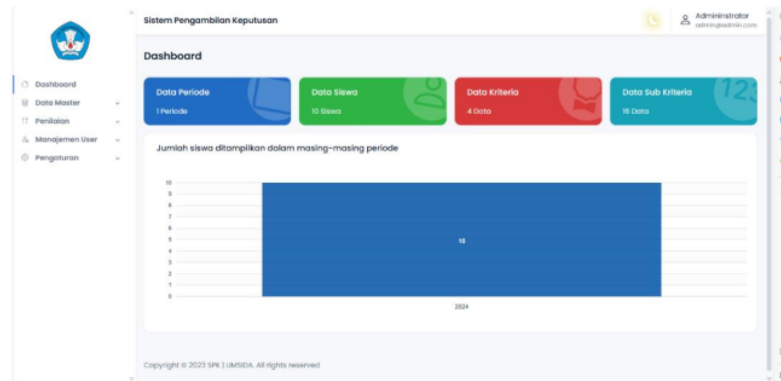 Sistem Pengambilan Keputusan
Admininstrator
admin@admin.com
Dashboard
Dashboard
Data Master
Penilaian
Manajemen User
Pengaturan
Data Periode
1 Periode
Data Siswa
10 Siswa
Data Kriteria
4 Data
Data Sub Kriteria
16 Data
123
Jumlah siswa ditampilkan dalam masing-masing periode
10
9
8
7
6
5
4
3
2
1
0
10
2024
Copyright © 2023 SPK | UMSIDA. All rights reserved